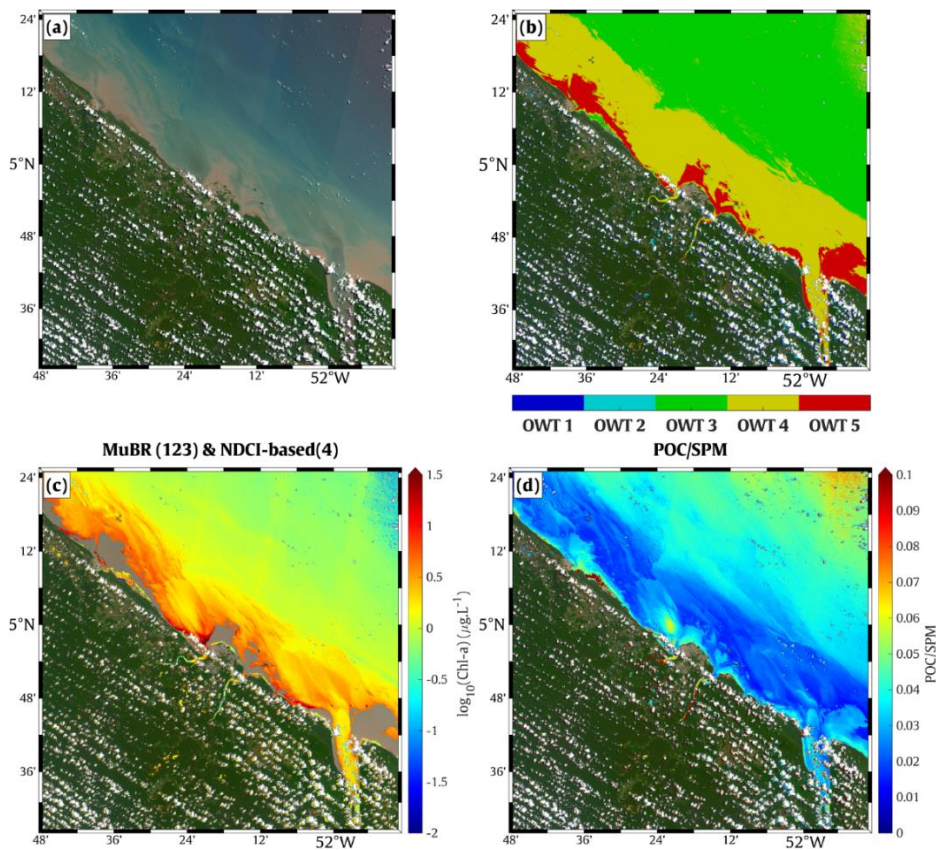 (a)
24'
12'
5°N
48'
36'
48'
36'
24'
12'
52°W
(b)
24'
12'
5°N
48'
36'
48'
36'
24'
12'
52°W
OWT 1
OWT 2
OWT 3
OWT 4
OWT 5
MuBR (123) & NDCI-based(4)
(c)
24'
12'
5°N
48'
36'
48'
36'
24'
12'
52°W
1.5
1
0.5
0
-0.5
-1
-1.5
-2
log10(Chl-a) (μg.L⁻¹)
POC/SPM
(d)
24'
12'
5°N
48'
36'
48'
36'
24'
12'
52°W
0.1
0.09
0.08
0.07
0.06
0.05
0.04
0.03
0.02
0.01
0
POC/SPM